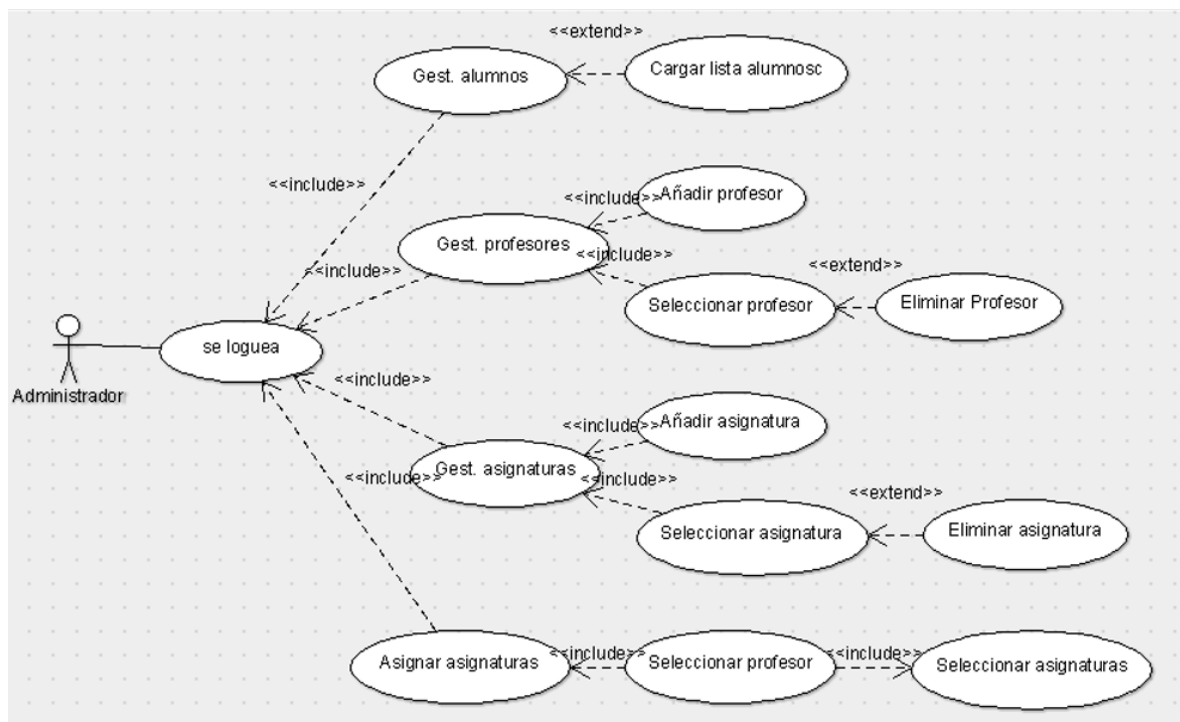 <<extend>>
Gest. alumnos
Cargar lista alumnosc
<<include>>
<<include>>
Añadir profesor
Gest. profesores
<<include>>
<<include>>
Seleccionar profesor
<<extend>>
Eliminar Profesor
se loguea
Administrador
<<include>>
<<include>>
Añadir asignatura
Gest. asignaturas
<<include>>
<<include>>
Seleccionar asignatura
<<extend>>
Eliminar asignatura
Asignar asignaturas
<<include>>
Seleccionar profesor
<<include>>
Seleccionar asignaturas